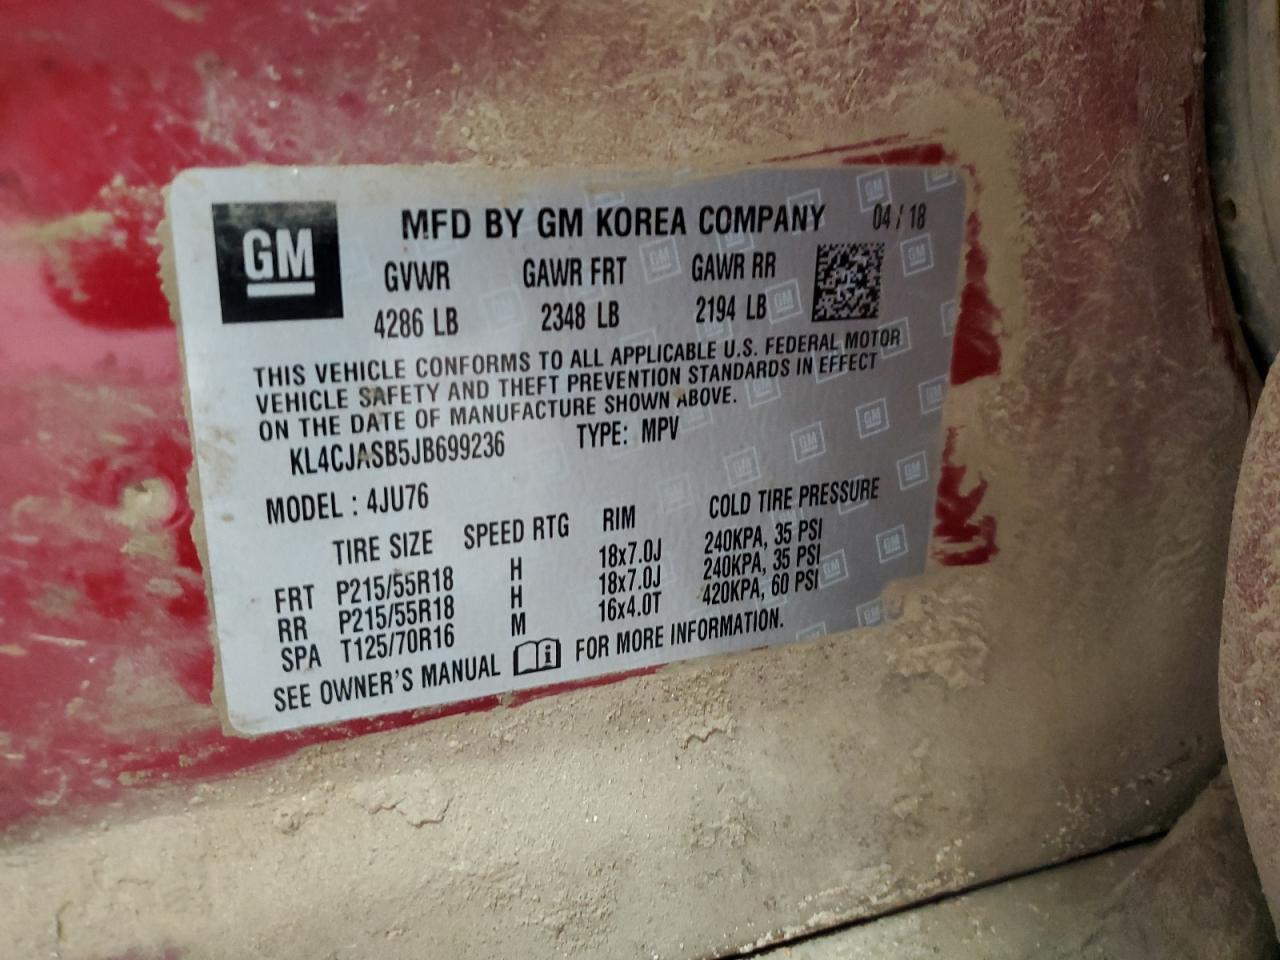 GM
MFD BY GM KOREA COMPANY 04 / 18
GVWR GAWR FRT GAWR RR
4286 LB 2348 LB 2194 LB
THIS VEHICLE CONFORMS TO ALL APPLICABLE U.S. FEDERAL MOTOR
VEHICLE SAFETY AND THEFT PREVENTION STANDARDS IN EFFECT
ON THE DATE OF MANUFACTURE SHOWN ABOVE.
KL4CJASB5JB699236 TYPE: MPV
MODEL : 4JU76
TIRE SIZE SPEED RTG RIM COLD TIRE PRESSURE
FRT P215/55R18 H 18x7.0J 240KPA, 35 PSI
RR P215/55R18 H 18x7.0J 240KPA, 35 PSI
SPA T125/70R16 M 16x4.0T 420KPA, 60 PSI
SEE OWNER'S MANUAL i FOR MORE INFORMATION.